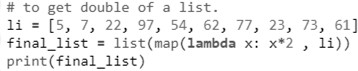 # to get double of a list.
li = [5, 7, 22, 97, 54, 62, 77, 23, 73, 61]
final_list = list(map(lambda x: x*2 , li))
print(final_list)